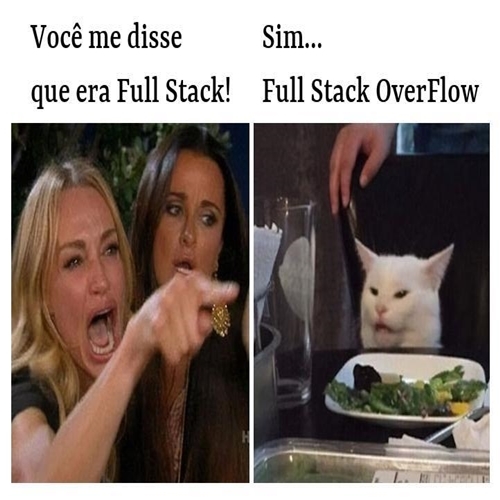 Você me disse
que era Full Stack!
Sim...
Full Stack OverFlow